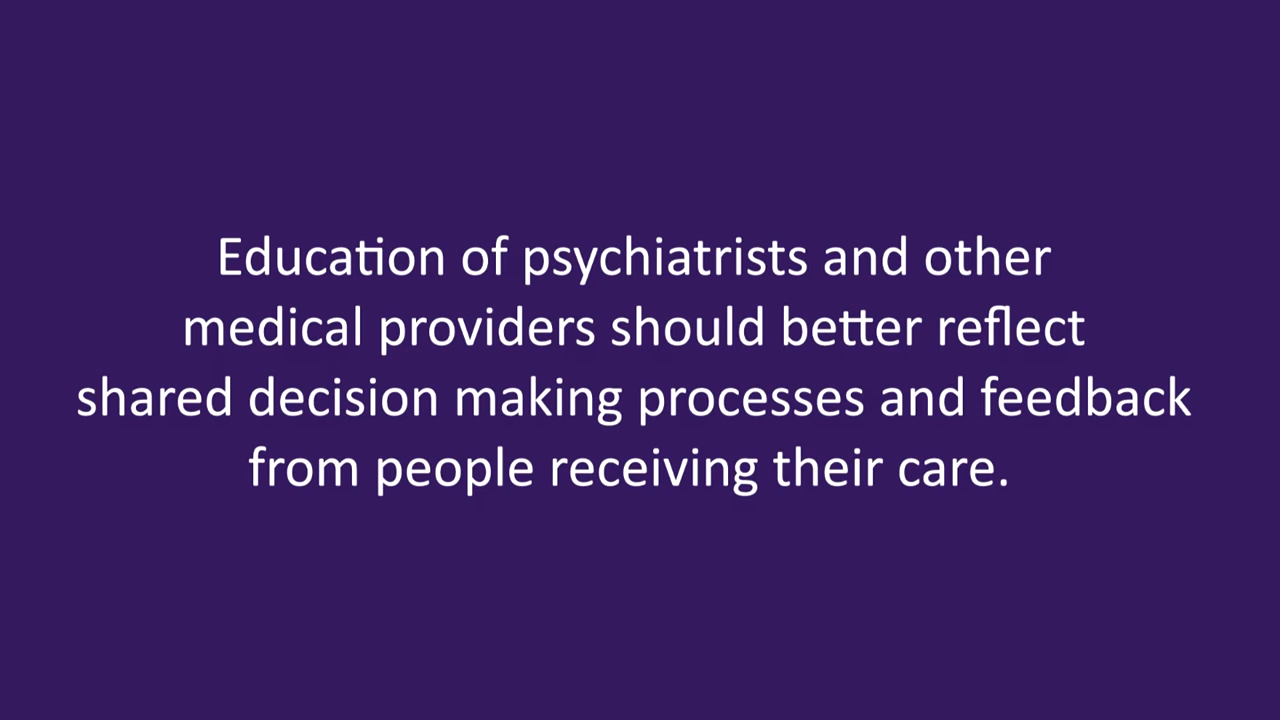 Education of psychiatrists and other
medical providers should better reflect
shared decision making processes and feedback
from people receiving their care.